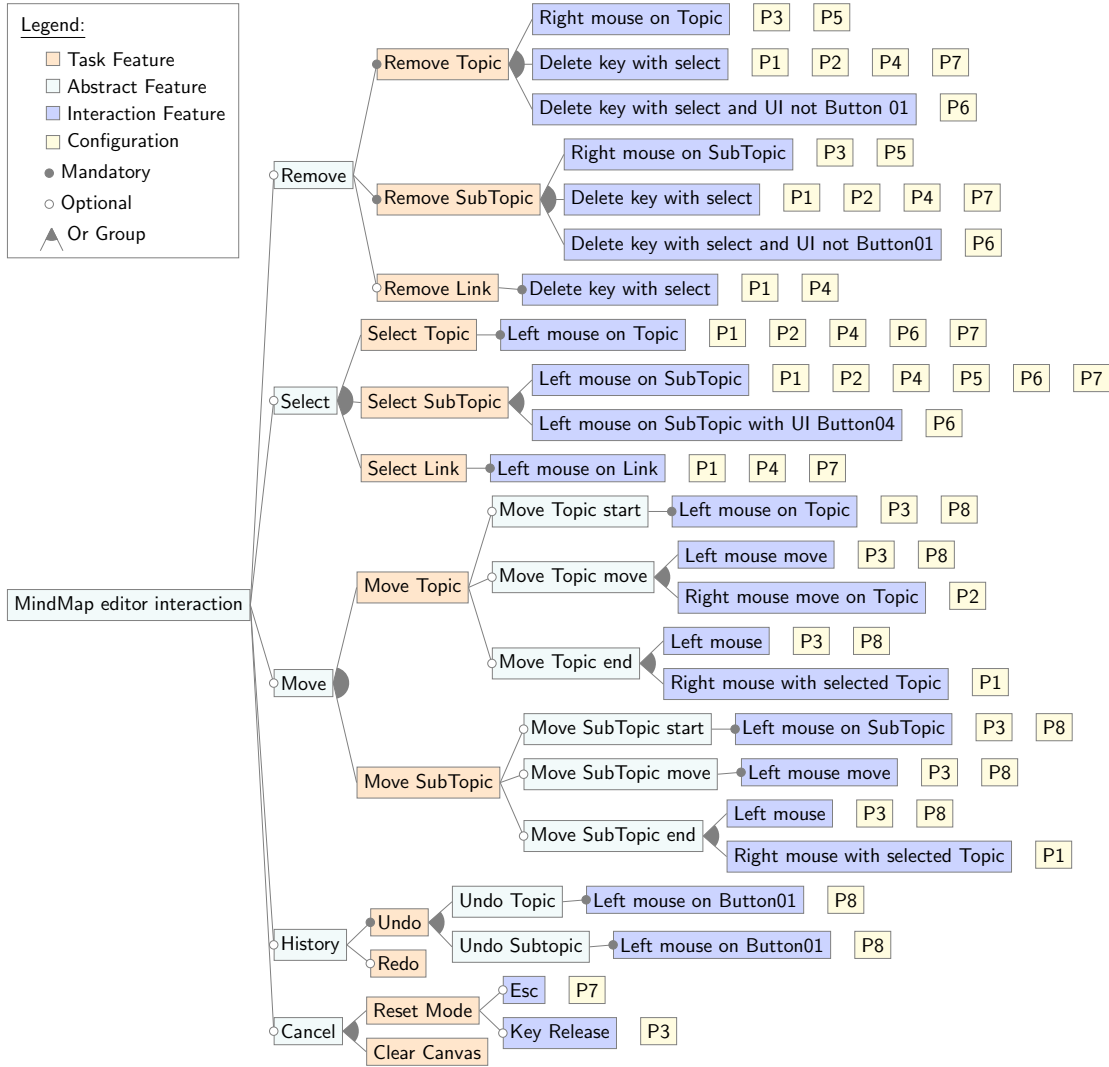 Legend:
Task Feature
Abstract Feature
Interaction Feature
Configuration
Mandatory
Optional
Or Group
MindMap editor interaction
Remove
Remove Topic
Right mouse on Topic P3 P5
Delete key with select P1 P2 P4 P7
Delete key with select and UI not Button 01 P6
Remove SubTopic
Right mouse on SubTopic P3 P5
Delete key with select P1 P2 P4 P7
Delete key with select and UI not Button01 P6
Remove Link
Delete key with select P1 P4
Select
Select Topic
Left mouse on Topic P1 P2 P4 P6 P7
Select SubTopic
Left mouse on SubTopic P1 P2 P4 P5 P6 P7
Left mouse on SubTopic with UI Button04 P6
Select Link
Left mouse on Link P1 P4 P7
Move
Move Topic
Move Topic start
Left mouse on Topic P3 P8
Move Topic move
Left mouse move P3 P8
Right mouse move on Topic P2
Move Topic end
Left mouse P3 P8
Right mouse with selected Topic P1
Move SubTopic
Move SubTopic start
Left mouse on SubTopic P3 P8
Move SubTopic move
Left mouse move P3 P8
Move SubTopic end
Left mouse P3 P8
Right mouse with selected Topic P1
History
Undo
Undo Topic
Left mouse on Button01 P8
Undo Subtopic
Left mouse on Button01 P8
Redo
Cancel
Reset Mode
Esc P7
Key Release P3
Clear Canvas